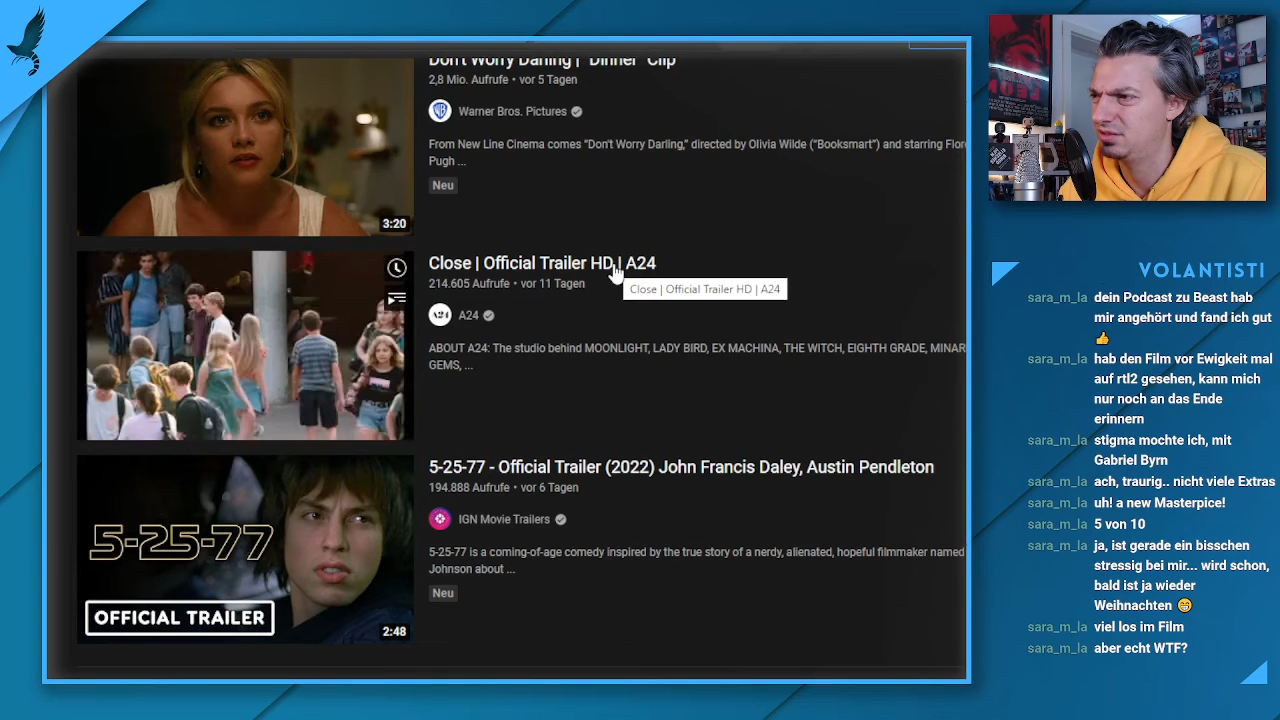 Don't Worry Darling | "Dinner" Clip
2,8 Mio. Aufrufe • vor 5 Tagen
Warner Bros. Pictures
From New Line Cinema comes “Don't Worry Darling,” directed by Olivia Wilde (“Booksmart”) and starring Flore
Pugh ...
Neu
3:20
Close | Official Trailer HD | A24
214.605 Aufrufe • vor 11 Tagen
Close | Official Trailer HD | A24
A24
A24
ABOUT A24: The studio behind MOONLIGHT, LADY BIRD, EX MACHINA, THE WITCH, EIGHTH GRADE, MINAR
GEMS, ...
5-25-77 - Official Trailer (2022) John Francis Daley, Austin Pendleton
194.888 Aufrufe • vor 6 Tagen
IGN Movie Trailers
5-25-77 is a coming-of-age comedy inspired by the true story of a nerdy, alienated, hopeful filmmaker named
Johnson about ...
Neu
5-25-77
OFFICIAL TRAILER
2:48
VOLANTISTI
sara_m_la dein Podcast zu Beast hab
mir angehört und fand ich gut
👍
sara_m_la hab den Film vor Ewigkeit mal
auf rtl2 gesehen, kann mich
nur noch an das Ende
erinnern
sara_m_la stigma mochte ich, mit
Gabriel Byrn
sara_m_la ach, traurig.. nicht viele Extras
sara_m_la uh! a new Masterpice!
sara_m_la 5 von 10
sara_m_la ja, ist gerade ein bisschen
stressig bei mir... wird schon,
bald ist ja wieder
Weihnachten 😁
sara_m_la viel los im Film
sara_m_la aber echt WTF?